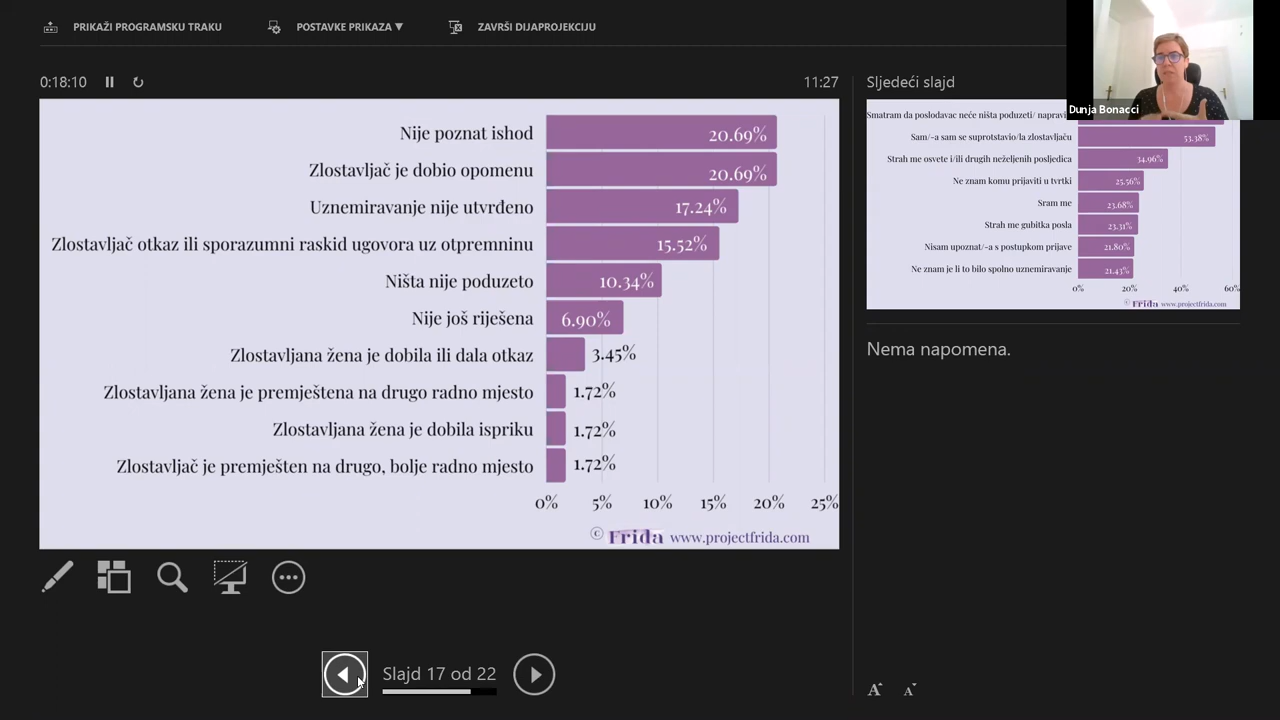 PRIKAŽI PROGRAMSKU TRAKU
POSTAVKE PRIKAZA ▼
ZAVRŠI DIJAPROJEKCIJU
0:18:10
11:27
Nije poznat ishod 20.69%
Zlostavljač je dobio opomenu 20.69%
Uznemiravanje nije utvrđeno 17.24%
Zlostavljač otkaz ili sporazumni raskid ugovora uz otpremninu 15.52%
Ništa nije poduzeto 10.34%
Nije još riješena 6.90%
Zlostavljana žena je dobila ili dala otkaz 3.45%
Zlostavljana žena je premještena na drugo radno mjesto 1.72%
Zlostavljana žena je dobila ispriku 1.72%
Zlostavljač je premješten na drugo, bolje radno mjesto 1.72%
0% 5% 10% 15% 20% 25%
© Frida www.projectfrida.com
Slajd 17 od 22
Sljedeći slajd
Dunja Bonacci
Smatram da poslodavac neće ništa poduzeti/
Sam/-a sam se suprotstavio/la zlostavljaču 53.38%
Strah me osvete i/ili drugih neželjenih posljedica 34.96%
Ne znam komu prijaviti u tvrtki 25.56%
Sram me 23.68%
Strah me gubitka posla 23.31%
Nisam upoznat/-a s postupkom prijave 21.80%
Ne znam je li to bilo spolno uznemiravanje 21.43%
0% 20% 40% 60%
© Frida www.projectfrida.com
Nema napomena.
A A